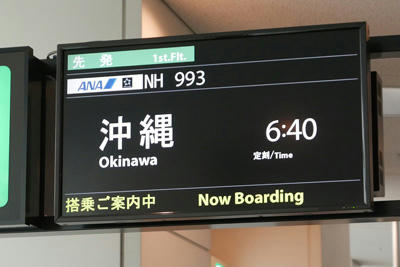 先 発 1st.Flt.
ANA NH 993
沖縄 6:40
Okinawa 定刻/Time
搭乗ご案内中 Now Boarding